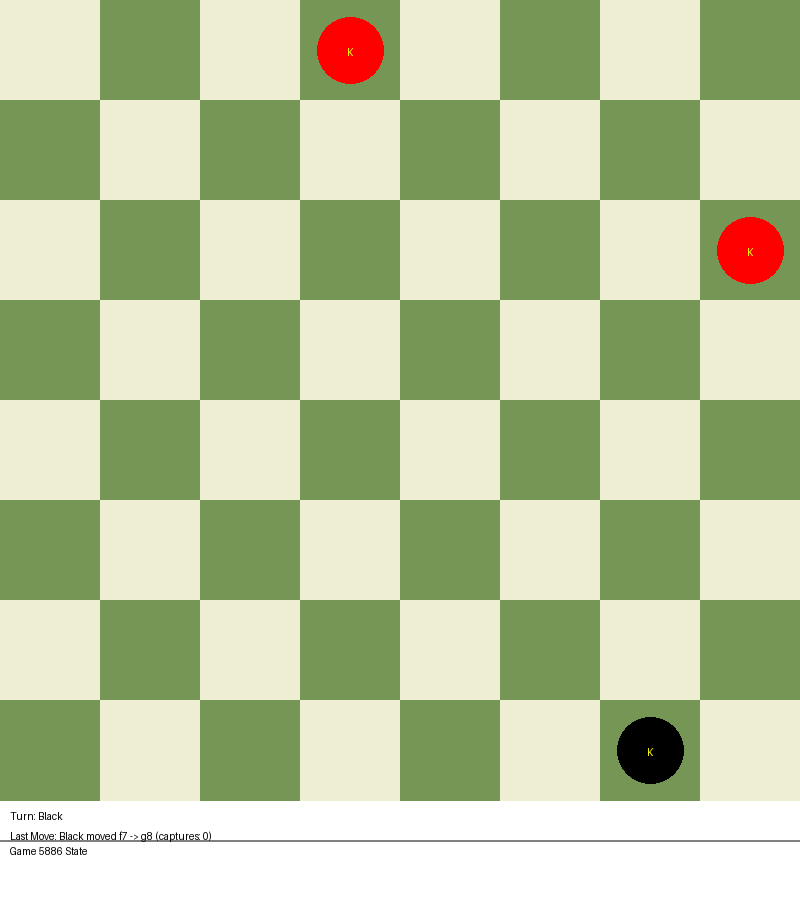 K
K
K
Turn: Black
Last Move: Black moved f7 -> g8 (captures: 0)
Game 5886 State